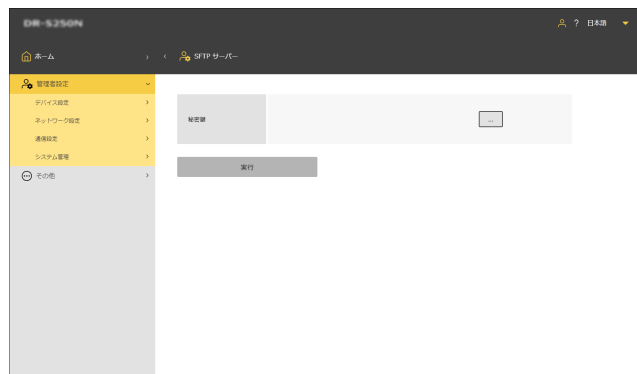 DR-S250N
? 日本語
ホーム
SFTP サーバー
管理者設定
デバイス設定
ネットワーク設定
通信設定
システム管理
その他
秘密鍵
...
実行